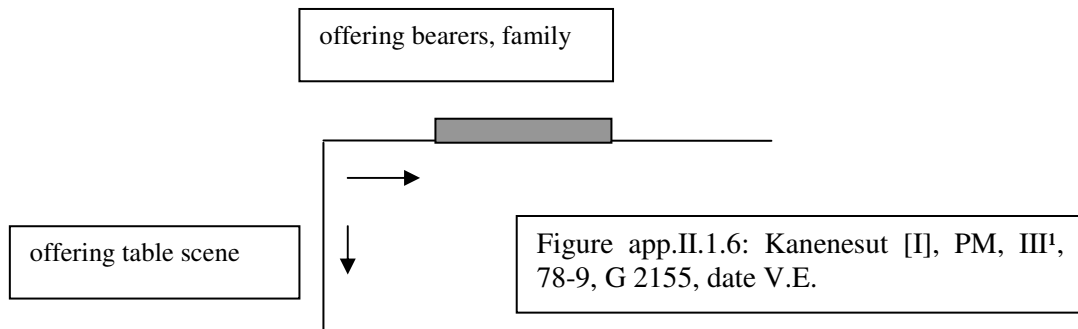 offering bearers, family
offering table scene
Figure app.II.1.6: Kanenesut [I], PM, III¹,
78-9, G 2155, date V.E.